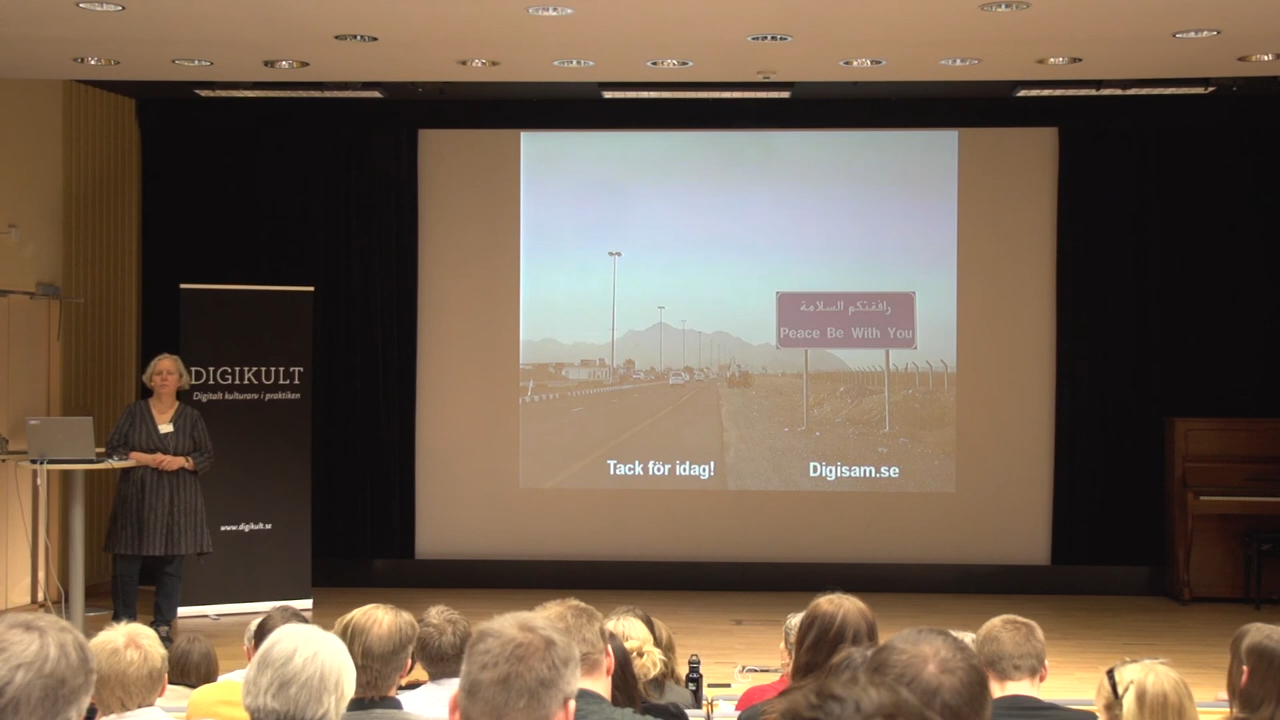 DIGIKULT
Digitalt kulturarv i praktiken
www.digikult.se
رافقتكم السلامة
Peace Be With You
Tack för idag!
Digisam.se